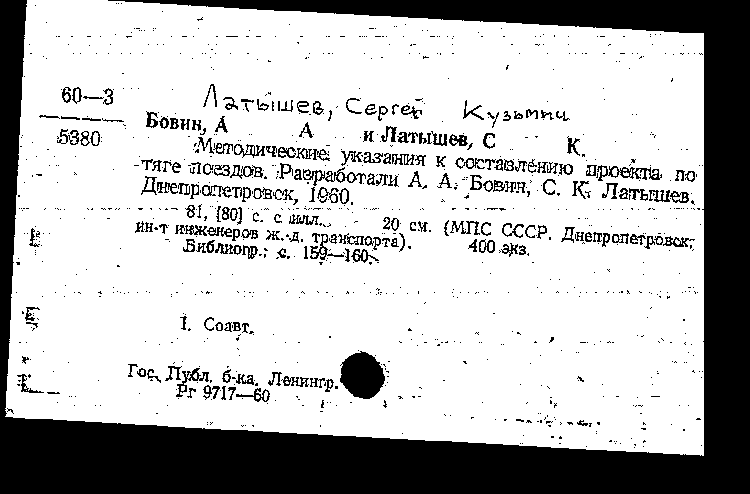 Латышев, Сергей Кузьмич
60—3
5380
Бовин, А А и Латышев, С К.
Методические указания к составлению проекта по
тяге поездов. Разработали А. А. Бовин, С. К. Латышев.
Днепропетровск, 1960.
81, [80] с. с илл. 20 см. (МПС СССР. Днепропетровск.
ин-т инженеров ж.-д. транспорта). 400 экз.
Библиогр.: с. 159—160.
I. Соавт.
Гос. Публ. б-ка. Ленингр.
Рг 9717—60